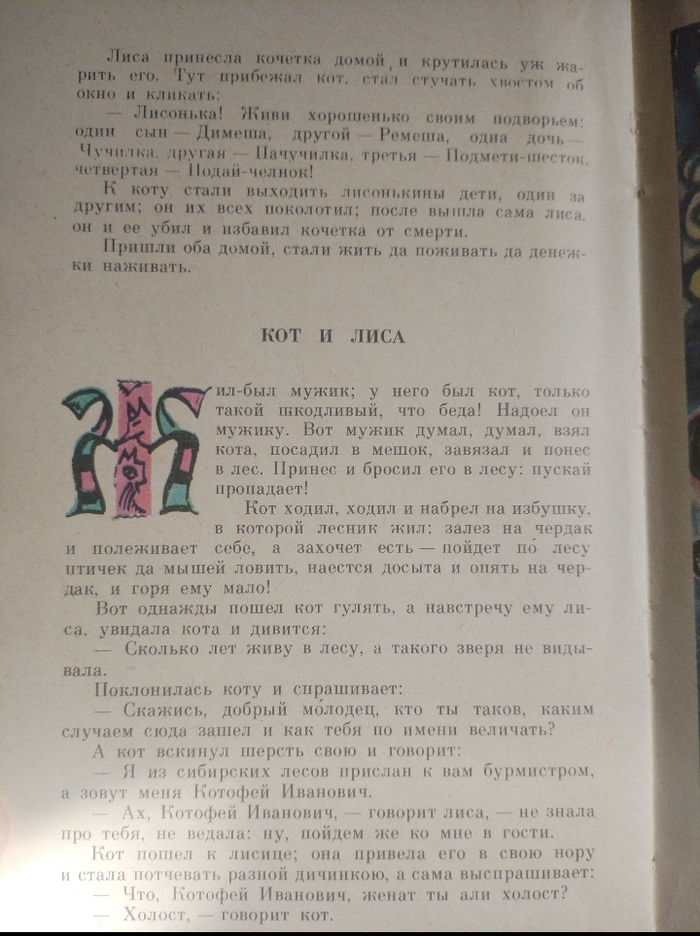 Лиса принесла кочетка домой и крутилась уж жа-
рить его. Тут прибежал кот, стал стучать хвостом об
окно и кликать:
— Лисонька! Живи хорошенько своим подворьем:
один сын — Димеша, другой — Ремеша, одна дочь —
Чучилка, другая — Пачучилка, третья — Подмети-шесток,
четвертая — Подай-челнок!
К коту стали выходить лисонькины дети, один за
другим; он их всех поколотил; после вышла сама лиса,
он и ее убил и избавил кочетка от смерти.
Пришли оба домой, стали жить да поживать да денеж-
ки наживать.
КОТ И ЛИСА
Жил-был мужик; у него был кот, только
такой шкодливый, что беда! Надоел он
мужику. Вот мужик думал, думал, взял
кота, посадил в мешок, завязал и понес
в лес. Принес и бросил его в лесу: пускай
пропадает!
Кот ходил, ходил и набрел на избушку,
в которой лесник жил: залез на чердак
и полеживает себе, а захочет есть — пойдет по́ лесу
птичек да мышей ловить, наестся досыта и опять на чер-
дак, и горя ему мало!
Вот однажды пошел кот гулять, а навстречу ему ли-
са, увидала кота и дивится:
— Сколько лет живу в лесу, а такого зверя не виды-
вала.
Поклонилась коту и спрашивает:
— Скажись, добрый мо́лодец, кто ты таков, каким
случаем сюда зашел и как тебя по имени величать?
А кот вскинул шерсть свою и говорит:
— Я из сибирских лесов прислан к вам бурмистром,
а зовут меня Котофей Иванович.
— Ах, Котофей Иванович, — говорит лиса, — не знала
про тебя, не ведала: ну, пойдем же ко мне в гости.
Кот пошел к лисице; она привела его в свою нору
и стала потчевать разной дичинкою, а сама выспрашивает:
— Что, Котофей Иванович, женат ты али холост?
— Холост, — говорит кот.